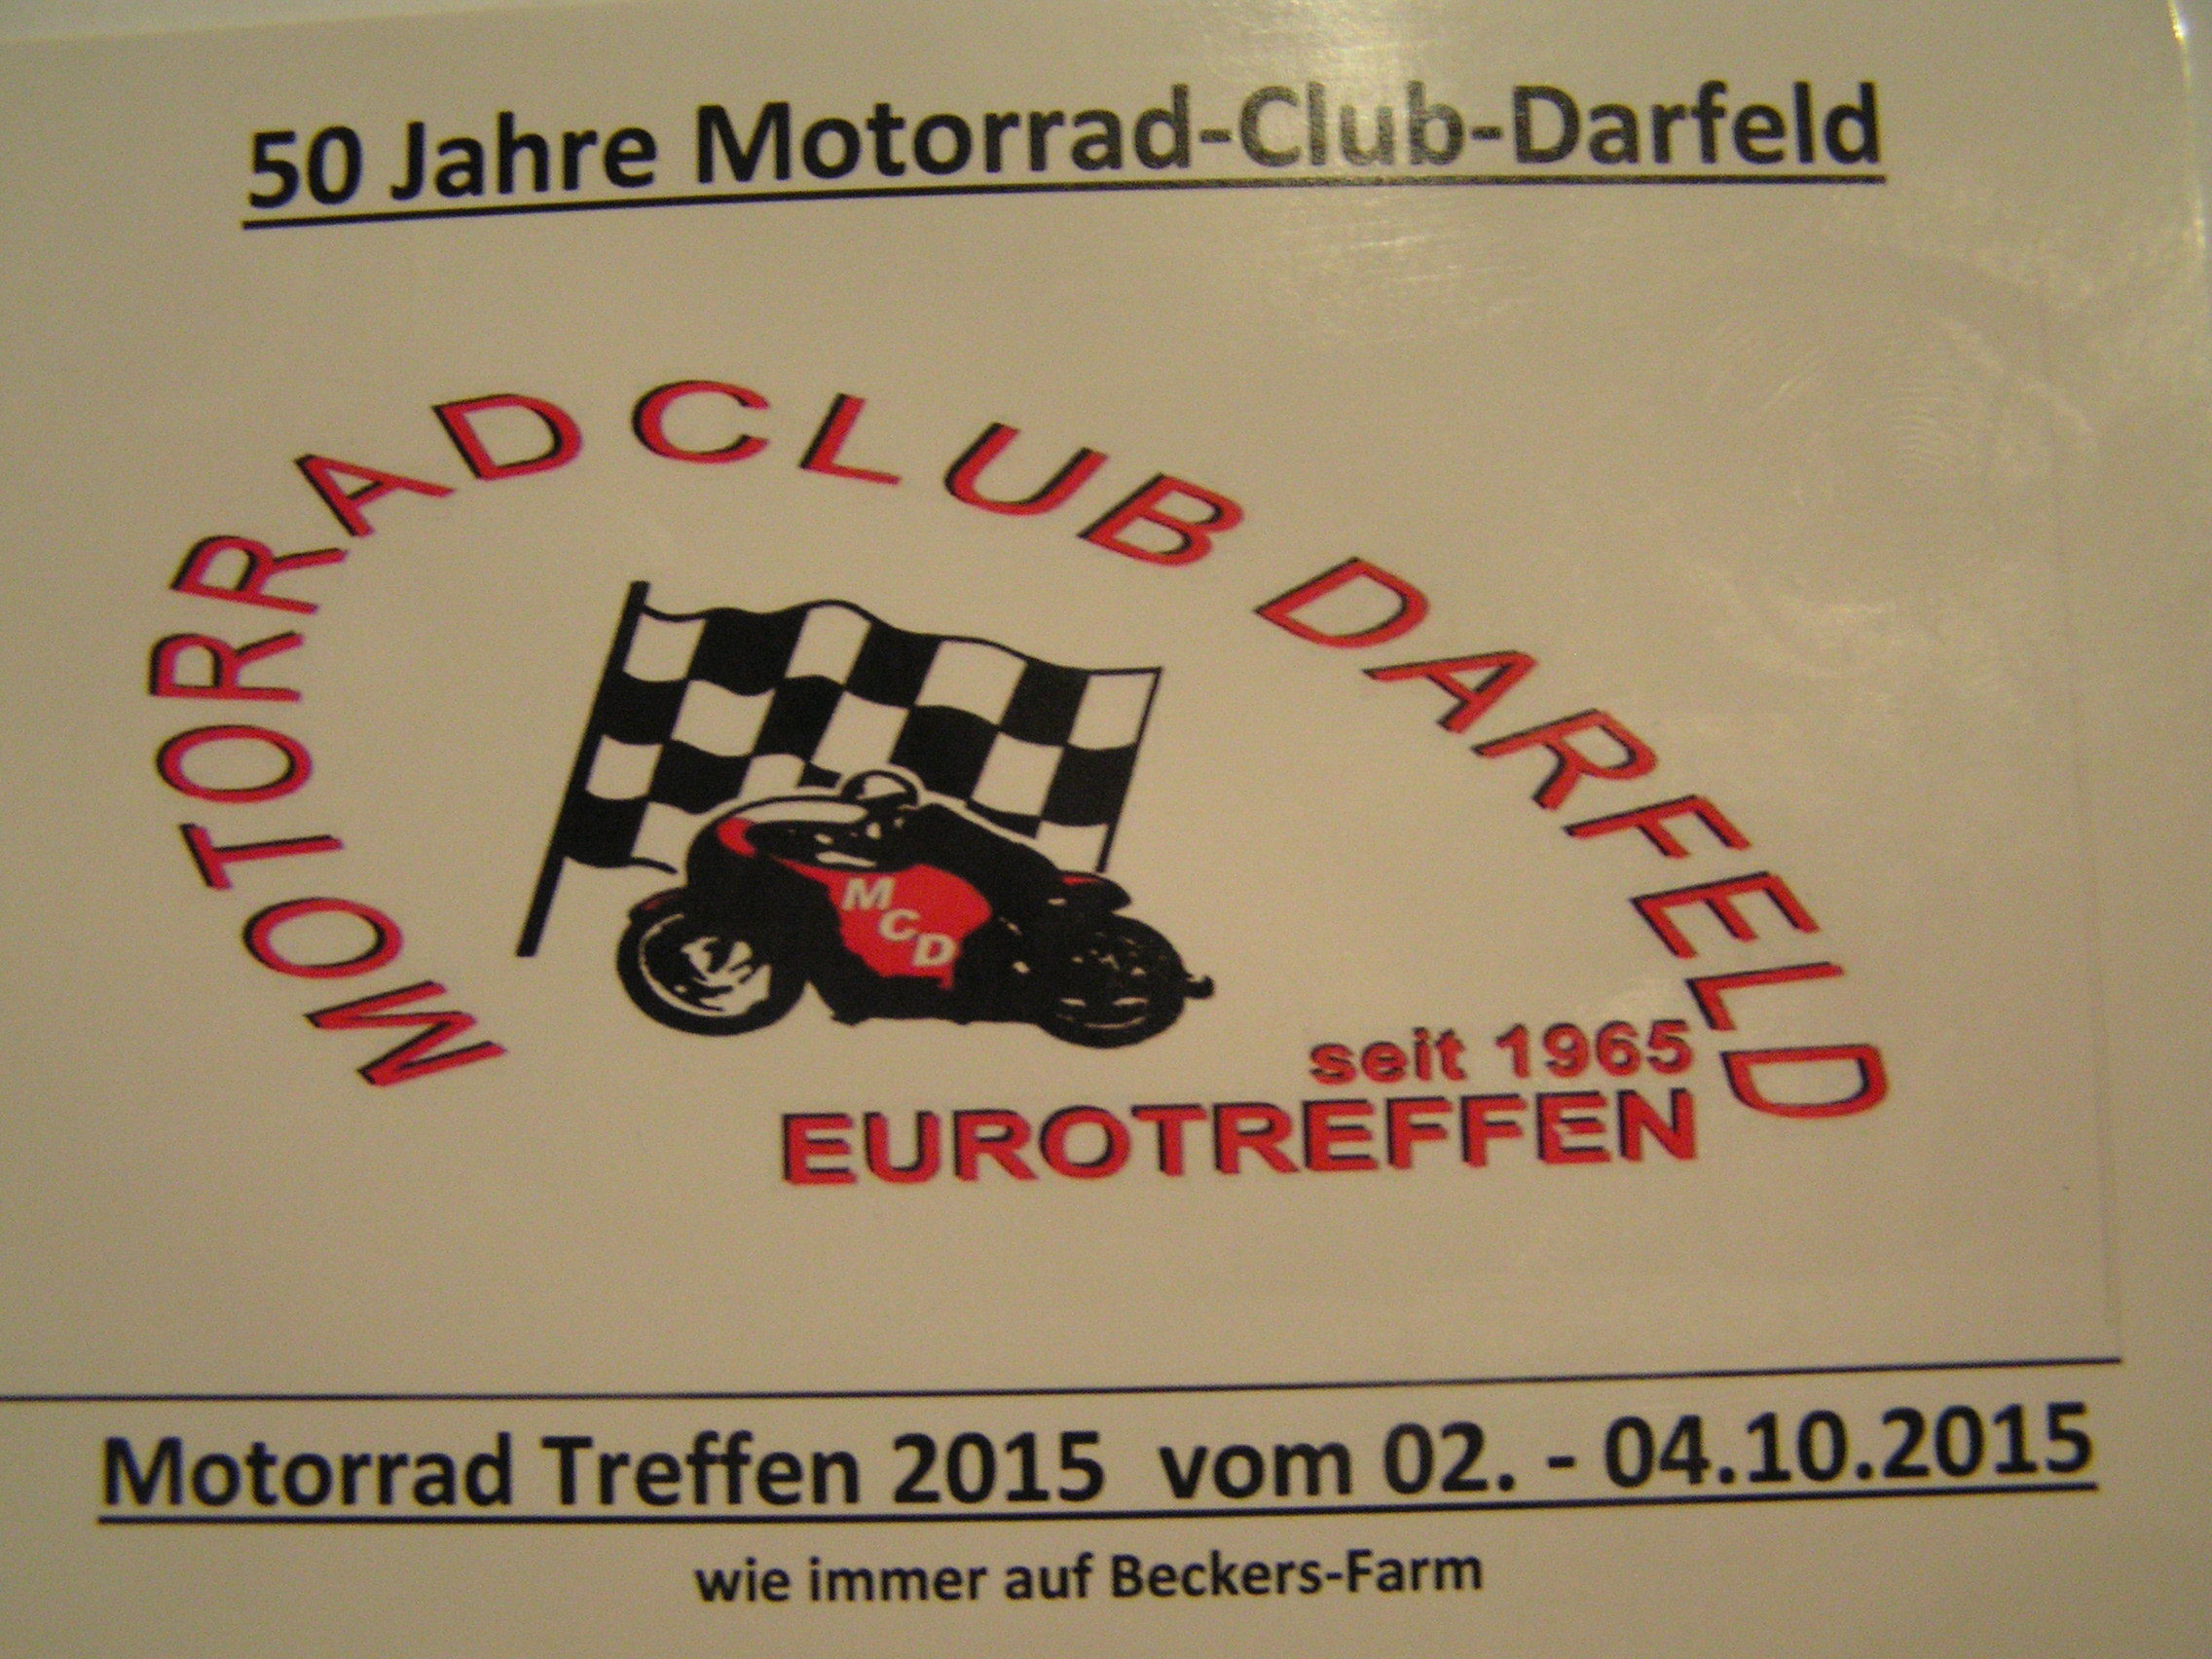 50 Jahre Motorrad-Club-Darfeld
MOTORRAD CLUB DARFELD
M
C
D
seit 1965
EUROTREFFEN
Motorrad Treffen 2015 vom 02. - 04.10.2015
wie immer auf Beckers-Farm